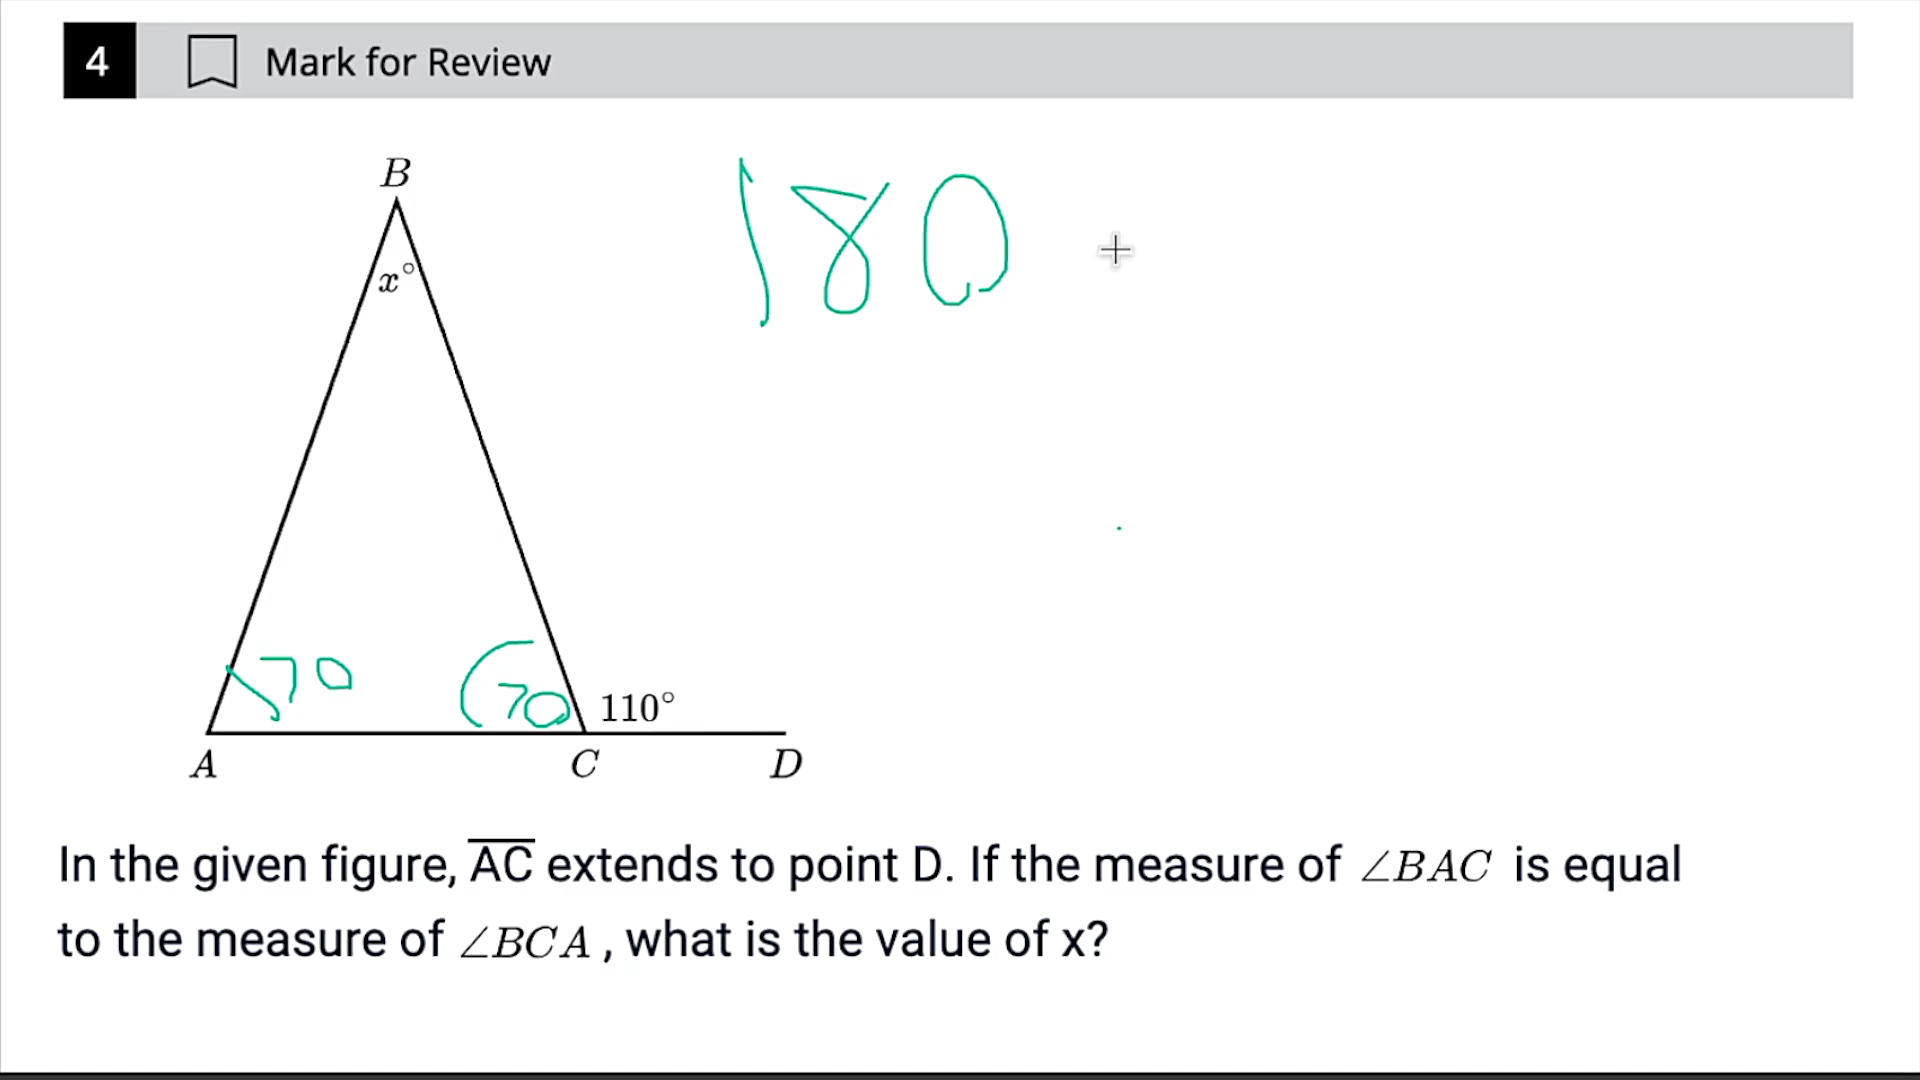 4 Mark for Review
B
180
x°
70
70
110°
A C D
In the given figure, AC extends to point D. If the measure of ∠BAC is equal
to the measure of ∠BCA, what is the value of x?